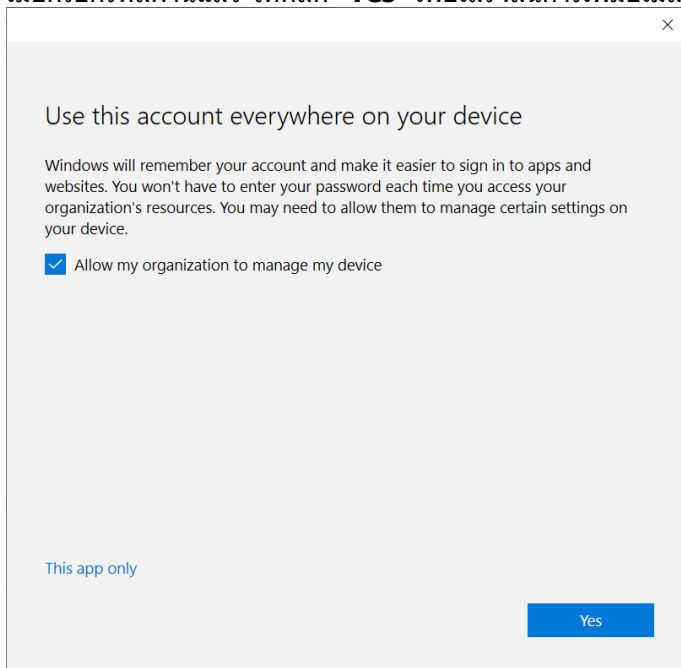 "Yes"
Use this account everywhere on your device
Windows will remember your account and make it easier to sign in to apps and
websites. You won't have to enter your password each time you access your
organization's resources. You may need to allow them to manage certain settings on
your device.
Allow my organization to manage my device
This app only
Yes